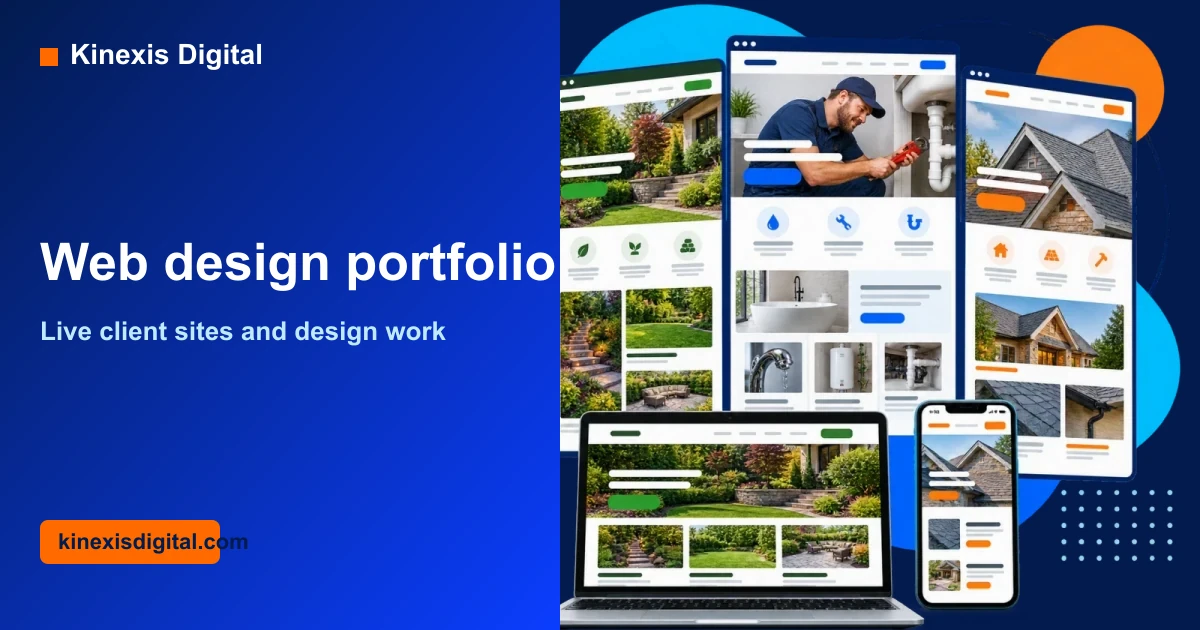 Kinexis Digital
Web design portfolio
Live client sites and design work
kinexisdigital.com